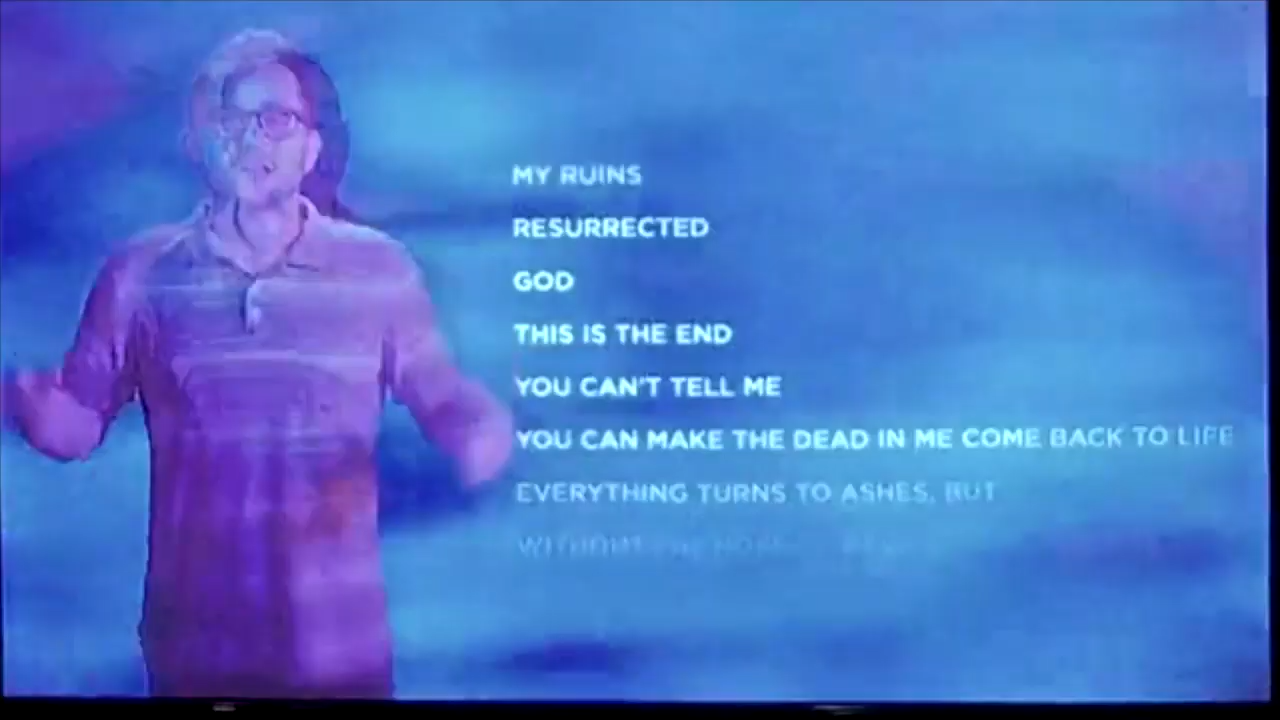 MY RUINS
RESURRECTED
GOD
THIS IS THE END
YOU CAN'T TELL ME
YOU CAN MAKE THE DEAD IN ME COME BACK TO LIFE
EVERYTHING TURNS TO ASHES, BUT
WITHOUT